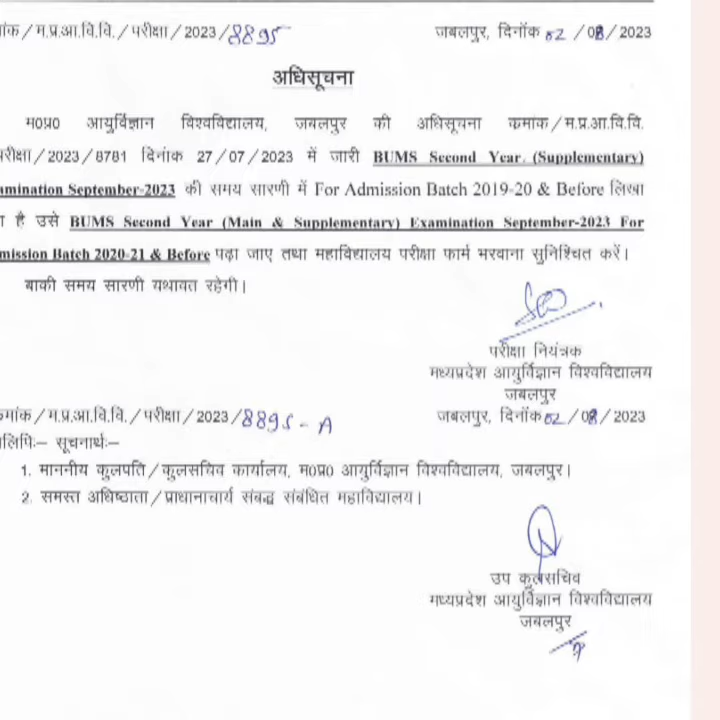 ांक / म.प्र.आ.वि.वि. / परीक्षा / 2023 / 8895 जबलपुर, दिनॉक 02 / 08 / 2023
अधिसूचना
म0प्र0 आयुर्विज्ञान विश्वविद्यालय, जबलपुर की अधिसूचना क्रमांक / म.प्र.आ.वि.वि.
परीक्षा / 2023 / 8781 दिनांक 27 / 07 / 2023 में जारी BUMS Second Year (Supplementary)
amination September-2023 की समय सारणी में For Admission Batch 2019-20 & Before लिखा
है उसे BUMS Second Year (Main & Supplementary) Examination September-2023 For
mission Batch 2020-21 & Before पढ़ा जाए तथा महाविद्यालय परीक्षा फार्म भरवाना सुनिश्चित करें।
बाकी समय सारणी यथावत रहेगी।
परीक्षा नियंत्रक
मध्यप्रदेश आयुर्विज्ञान विश्वविद्यालय
जबलपुर
मांक / म.प्र.आ.वि.वि. / परीक्षा / 2023 / 8895 - A जबलपुर, दिनॉक 02 / 08 / 2023
लिपिः– सूचनार्थः–
1. माननीय कुलपति / कुलसचिव कार्यालय, म0प्र0 आयुर्विज्ञान विश्वविद्यालय, जबलपुर।
2. समस्त अधिष्ठाता / प्राधानाचार्य संबद्ध संबंधित महाविद्यालय।
उप कुलसचिव
मध्यप्रदेश आयुर्विज्ञान विश्वविद्यालय
जबलपुर